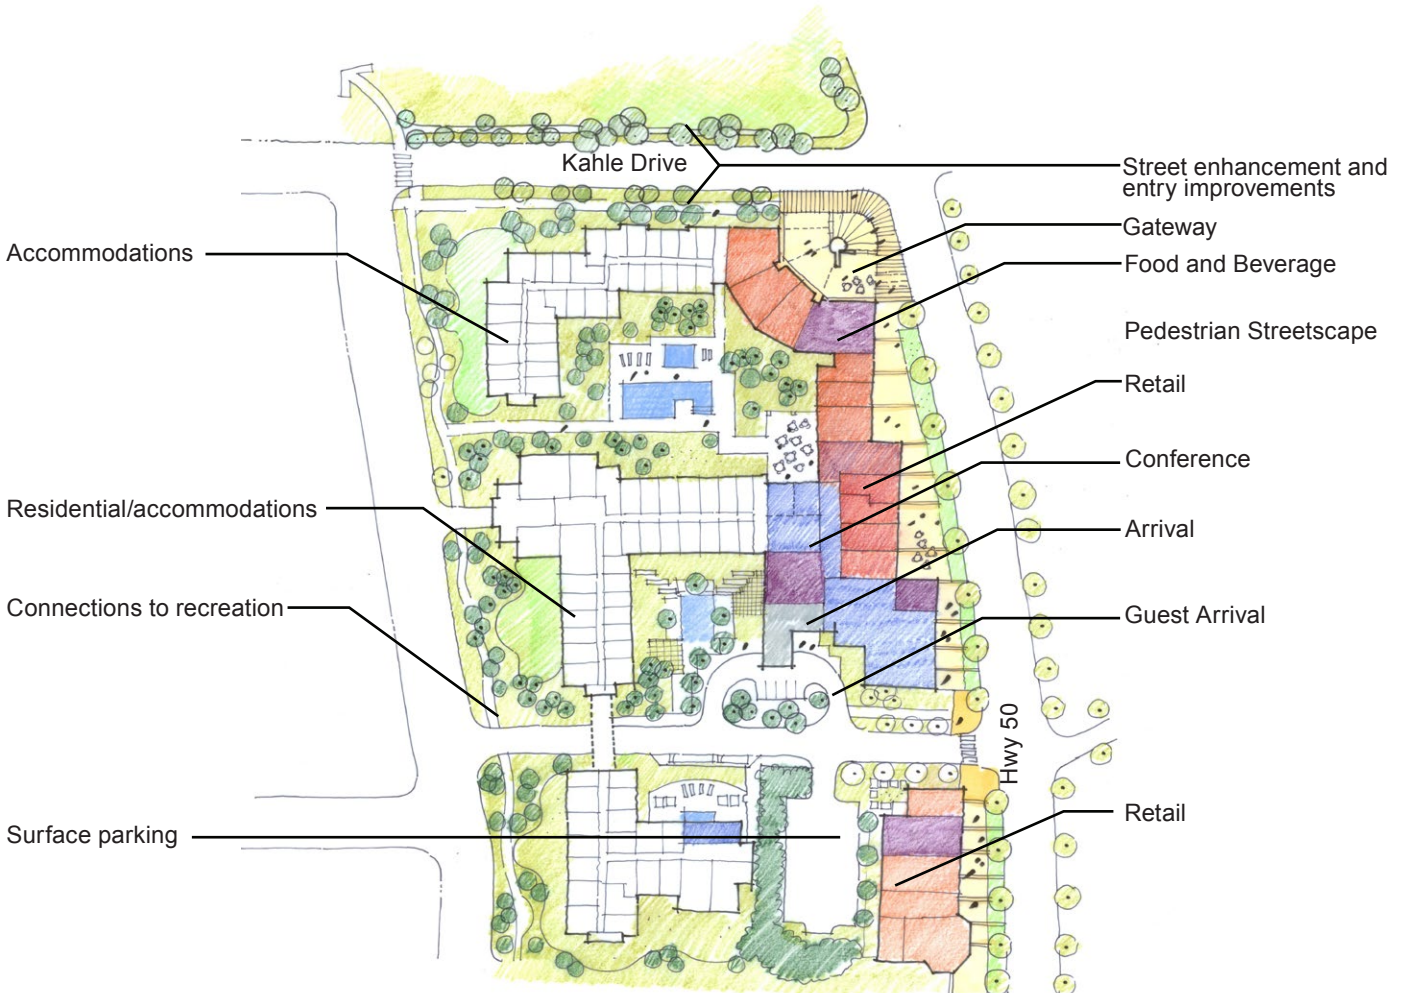 Kahle Drive
Street enhancement and
entry improvements
Gateway
Accommodations
Food and Beverage
Pedestrian Streetscape
Retail
Conference
Residential/accommodations
Arrival
Connections to recreation
Guest Arrival
Hwy 50
Retail
Surface parking